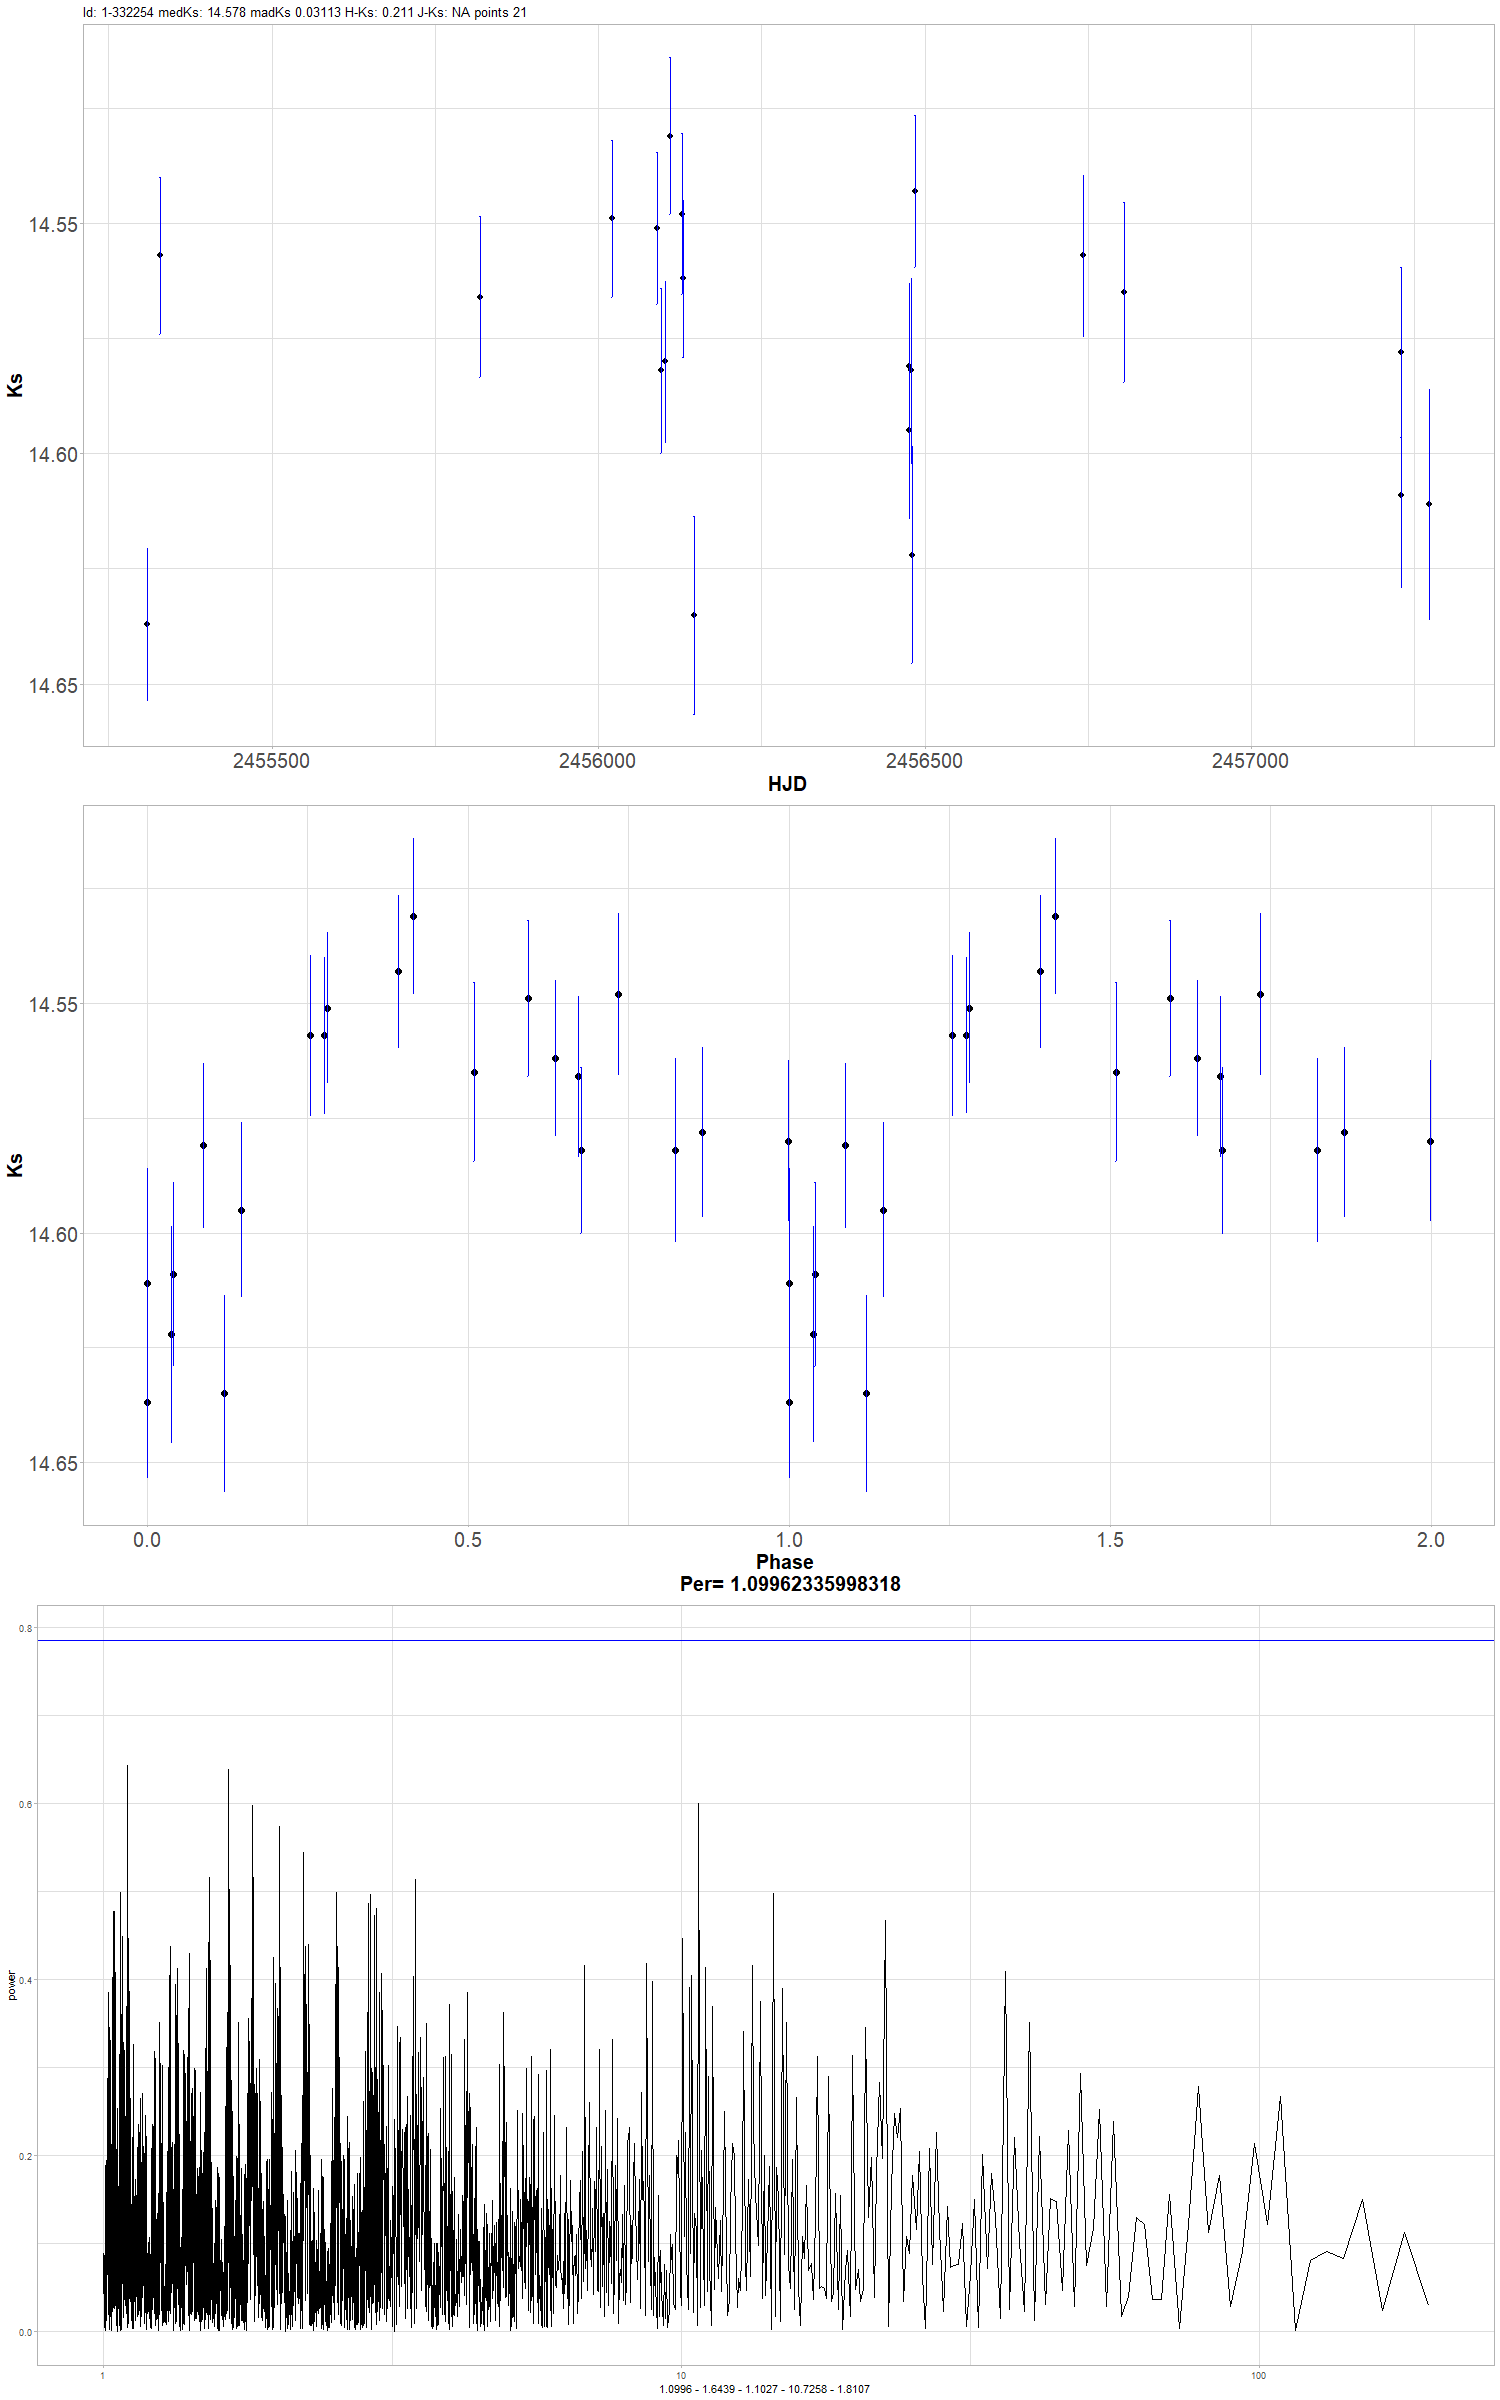 Id: 1-332254 medKs: 14.578 madKs 0.03113 H-Ks: 0.211 J-Ks: NA points 21
14.55
14.60
14.65
Ks
2455500 2456000 2456500 2457000
HJD
14.55
14.60
14.65
Ks
0.0 0.5 1.0 1.5 2.0
Phase
Per= 1.09962335998318
0.8
0.6
0.4
0.2
0.0
power
1 10 100
1.0996 - 1.6439 - 1.1027 - 10.7258 - 1.8107